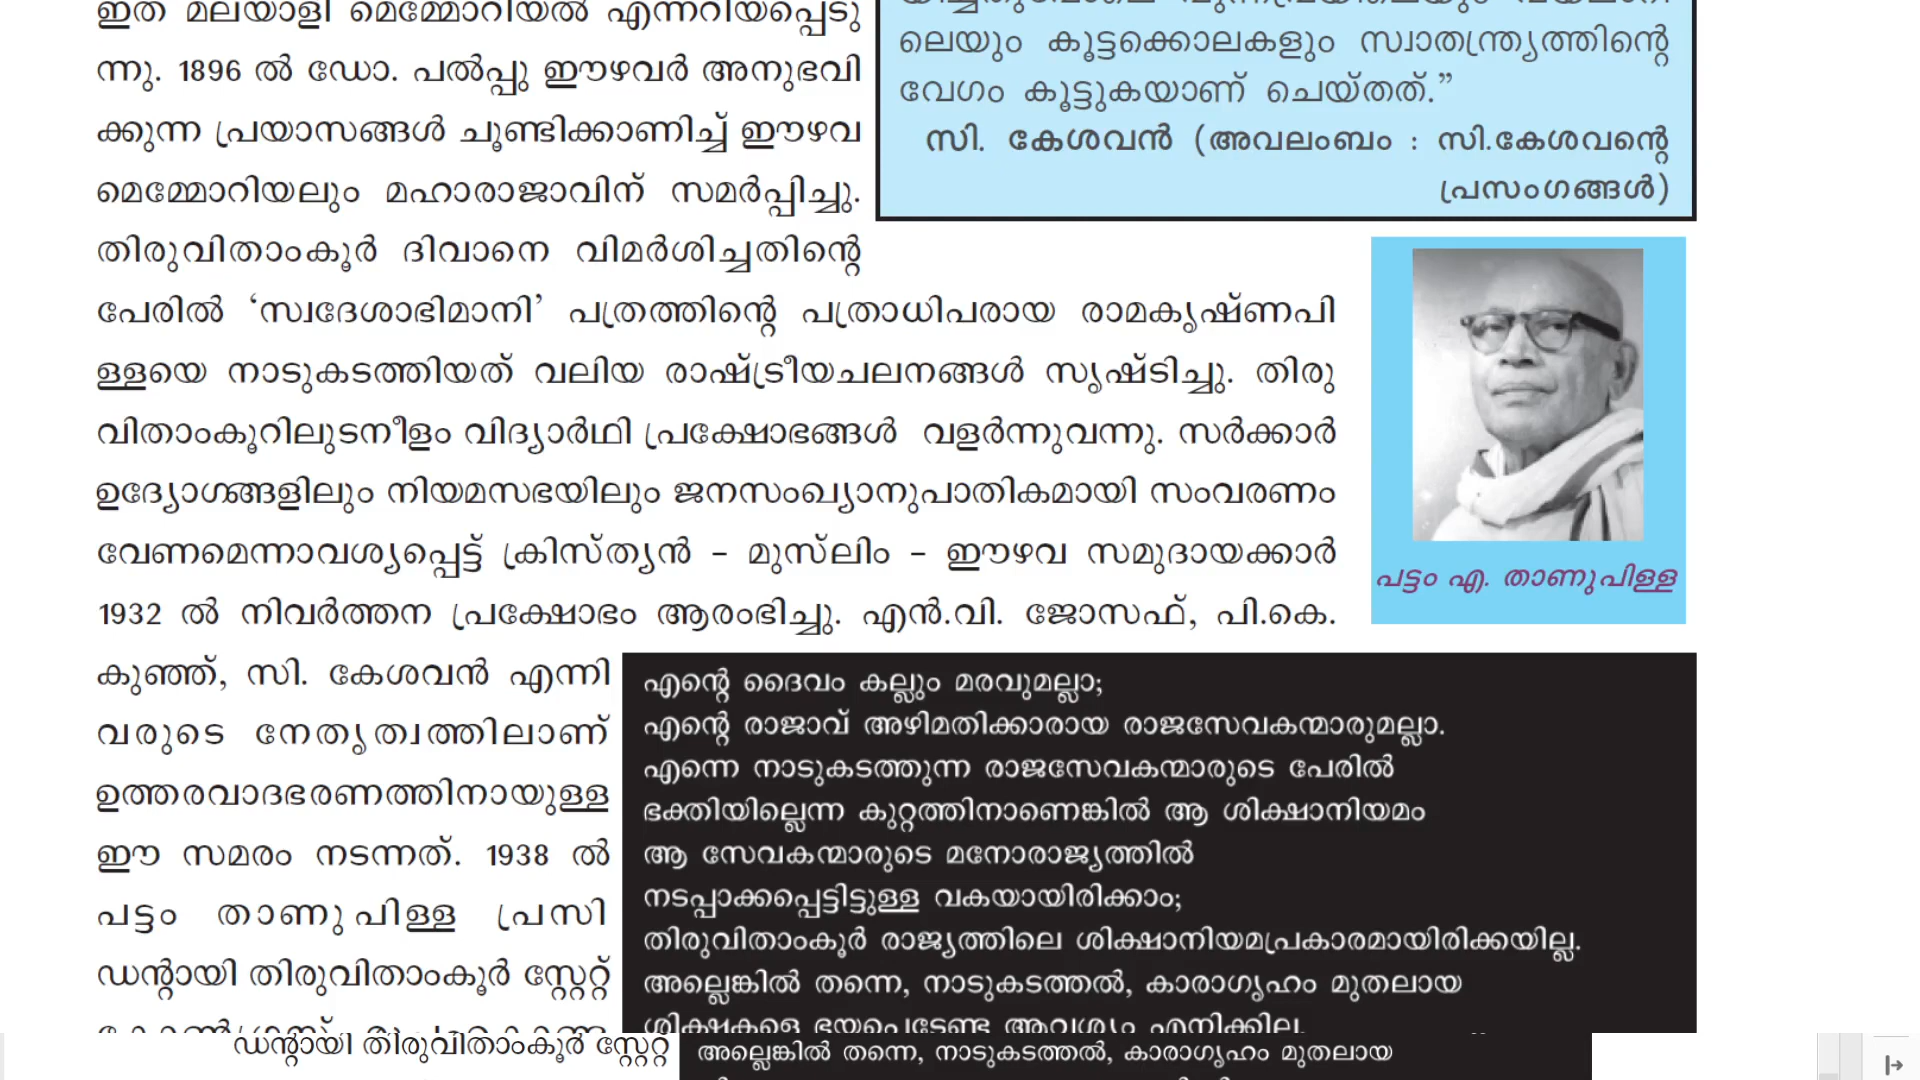 ഇത് മലയാളി മെമ്മോറിയൽ എന്നറിയപ്പെടു
ന്നു. 1896 ൽ ഡോ. പൽപ്പു ഈഴവർ അനുഭവി
ക്കുന്ന പ്രയാസങ്ങൾ ചൂണ്ടിക്കാണിച്ച് ഈഴവ
മെമ്മോറിയലും മഹാരാജാവിന് സമർപ്പിച്ചു.
തിരുവിതാംകൂർ ദിവാനെ വിമർശിച്ചതിന്റെ
പേരിൽ ‘സ്വദേശാഭിമാനി’ പത്രത്തിന്റെ പത്രാധിപരായ രാമകൃഷ്ണപി
ള്ളയെ നാടുകടത്തിയത് വലിയ രാഷ്ട്രീയചലനങ്ങൾ സൃഷ്ടിച്ചു. തിരു
വിതാംകൂറിലുടനീളം വിദ്യാർഥി പ്രക്ഷോഭങ്ങൾ വളർന്നുവന്നു. സർക്കാർ
ഉദ്യോഗങ്ങളിലും നിയമസഭയിലും ജനസംഖ്യാനുപാതികമായി സംവരണം
വേണമെന്നാവശ്യപ്പെട്ട് ക്രിസ്ത്യൻ – മുസ്‌ലിം – ഈഴവ സമുദായക്കാർ
1932 ൽ നിവർത്തന പ്രക്ഷോഭം ആരംഭിച്ചു. എൻ.വി. ജോസഫ്, പി.കെ.
കുഞ്ഞ്, സി. കേശവൻ എന്നി
വരുടെ നേതൃത്വത്തിലാണ്
ഉത്തരവാദഭരണത്തിനായുള്ള
ഈ സമരം നടന്നത്. 1938 ൽ
പട്ടം താണുപിള്ള പ്രസി
ഡന്റായി തിരുവിതാംകൂർ സ്റ്റേറ്റ്
ലെയും കൂട്ടക്കൊലകളും സ്വാതന്ത്ര്യത്തിന്റെ
വേഗം കൂട്ടുകയാണ് ചെയ്തത്.”
സി. കേശവൻ (അവലംബം : സി.കേശവന്റെ
പ്രസംഗങ്ങൾ)
പട്ടം എ. താണുപിള്ള
എന്റെ ദൈവം കല്ലും മരവുമല്ലാ;
എന്റെ രാജാവ് അഴിമതിക്കാരായ രാജസേവകന്മാരുമല്ലാ.
എന്നെ നാടുകടത്തുന്ന രാജസേവകന്മാരുടെ പേരിൽ
ഭക്തിയില്ലെന്ന കുറ്റത്തിനാണെങ്കിൽ ആ ശിക്ഷാനിയമം
ആ സേവകന്മാരുടെ മനോരാജ്യത്തിൽ
നടപ്പാക്കപ്പെട്ടിട്ടുള്ള വകയായിരിക്കാം;
തിരുവിതാംകൂർ രാജ്യത്തിലെ ശിക്ഷാനിയമപ്രകാരമായിരിക്കയില്ല.
അല്ലെങ്കിൽ തന്നെ, നാടുകടത്തൽ, കാരാഗൃഹം മുതലായ
ശിക്ഷകളെ ഭയപ്പെടേണ്ട ആവശ്യം എനിക്കില്ല.
ഡന്റായി തിരുവിതാംകൂർ സ്റ്റേറ്റ്
അല്ലെങ്കിൽ തന്നെ, നാടുകടത്തൽ, കാരാഗൃഹം മുതലായ